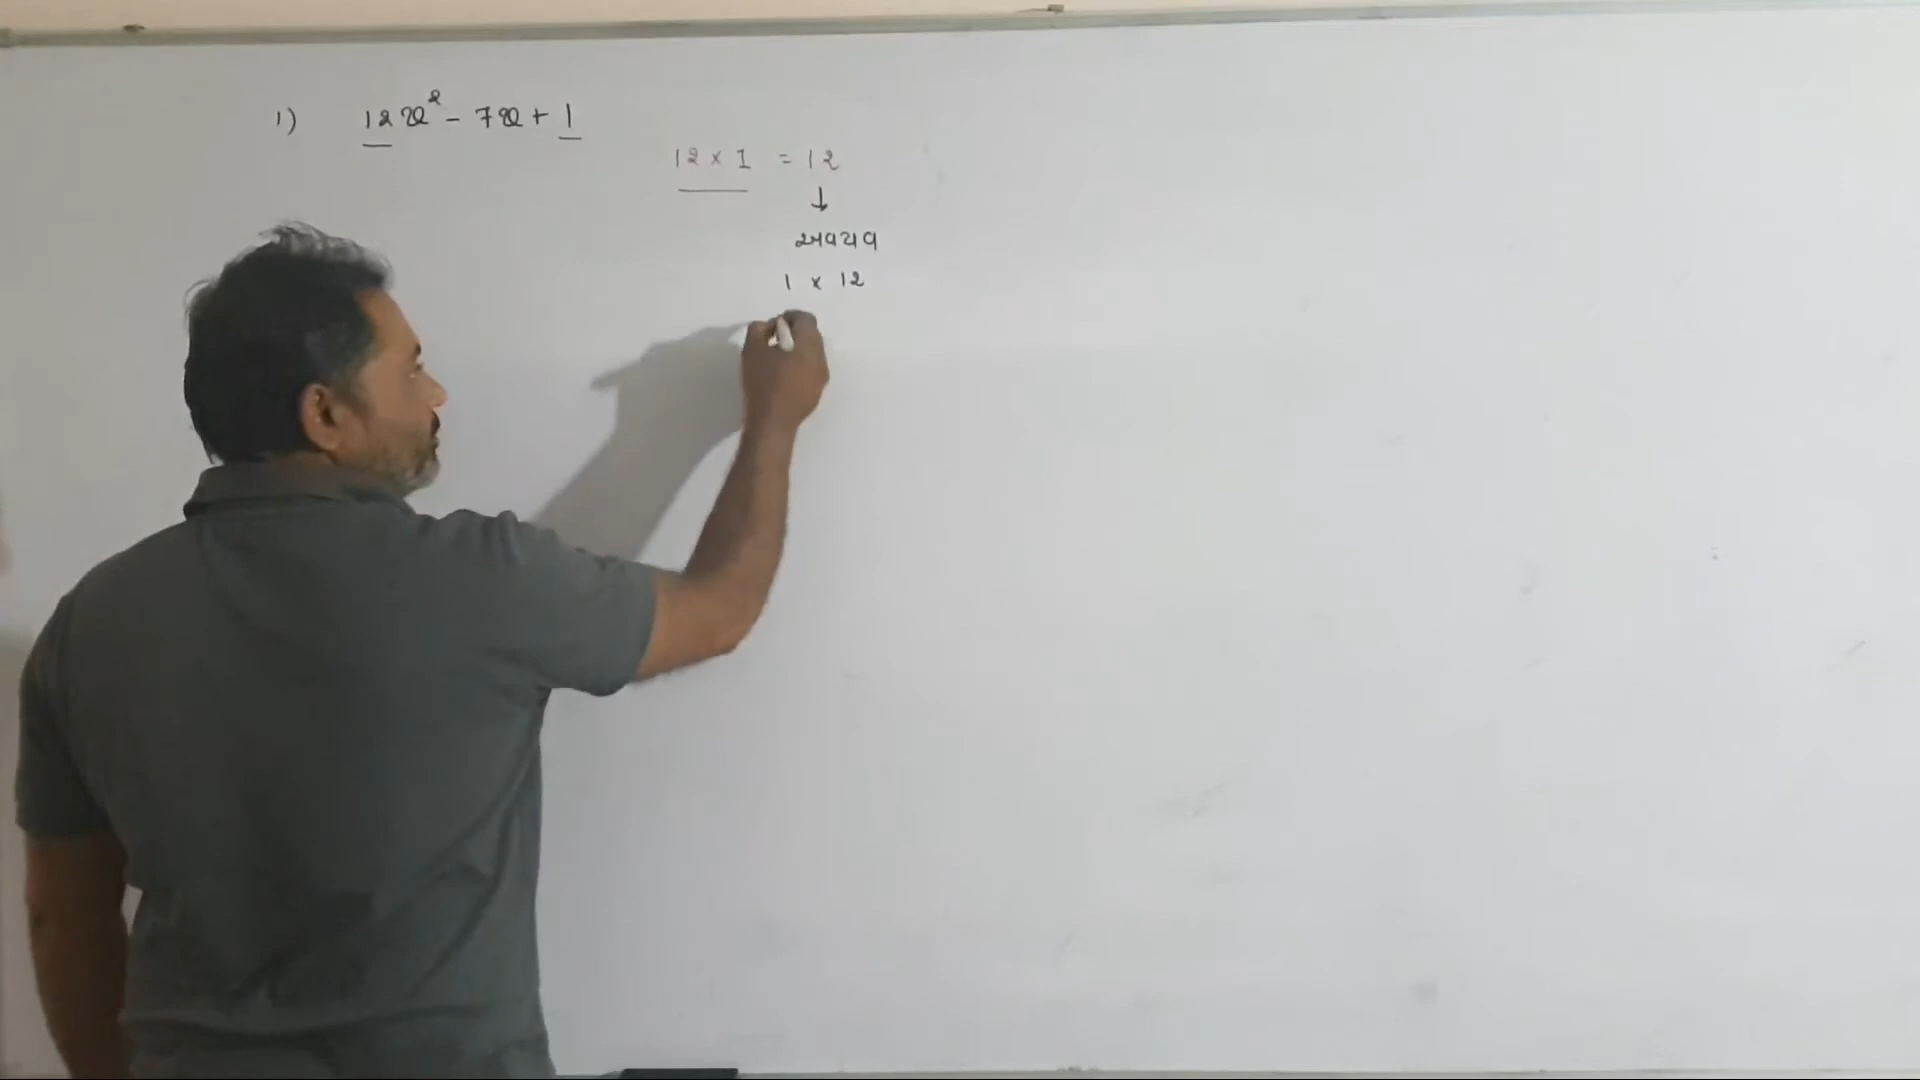 1) 12x² - 7x + 1
12 × 1 = 12
↓
અવયવ
1 × 12